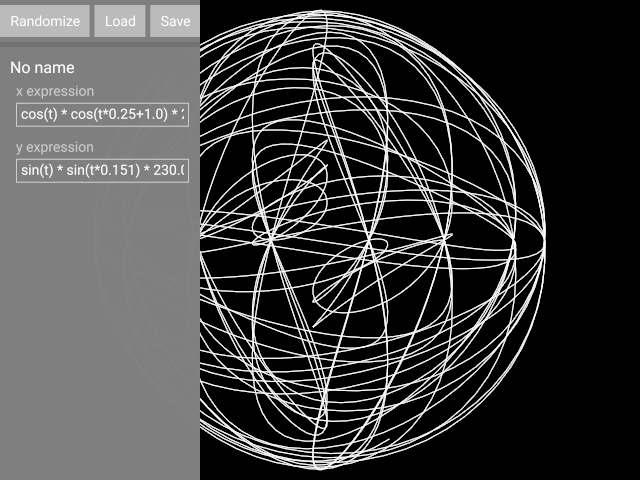 Randomize Load Save
No name
x expression
cos(t) * cos(t*0.25+1.0) *
y expression
sin(t) * sin(t*0.151) * 230.